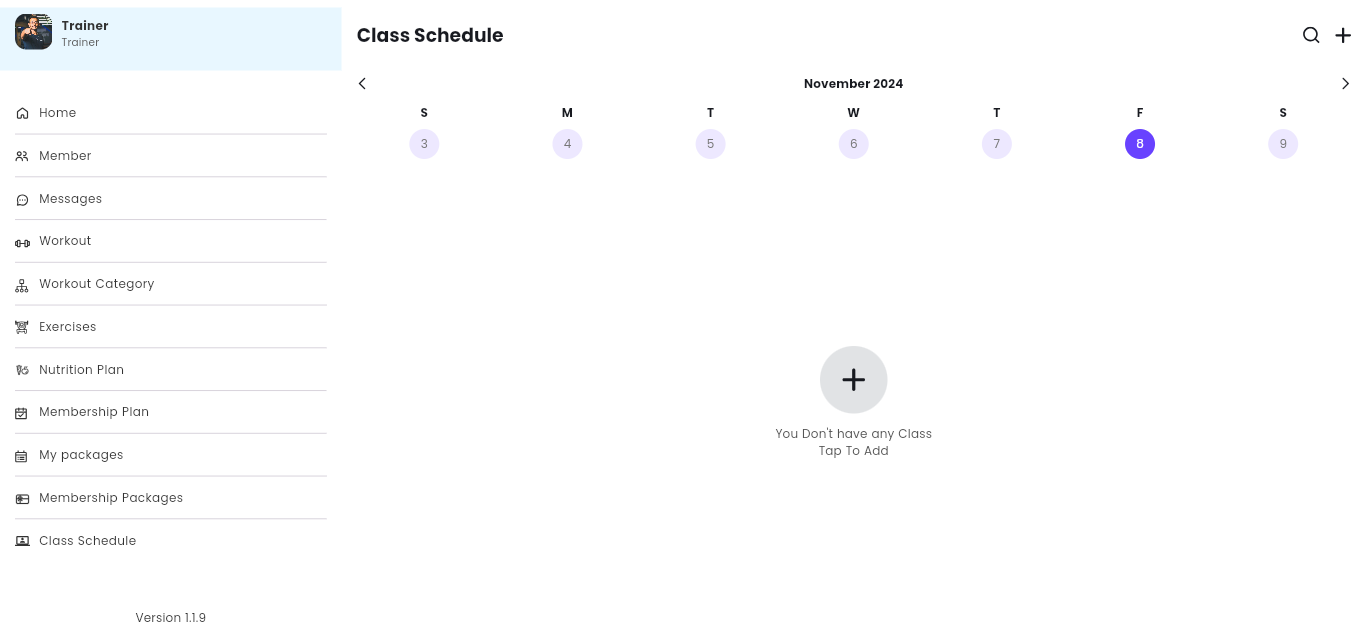 Trainer
Trainer
Home
Member
Messages
Workout
Workout Category
Exercises
Nutrition Plan
Membership Plan
My packages
Membership Packages
Class Schedule
Version 1.1.9
Class Schedule
November 2024
S M T W T F S
3 4 5 6 7 8 9
You Don't have any Class
Tap To Add